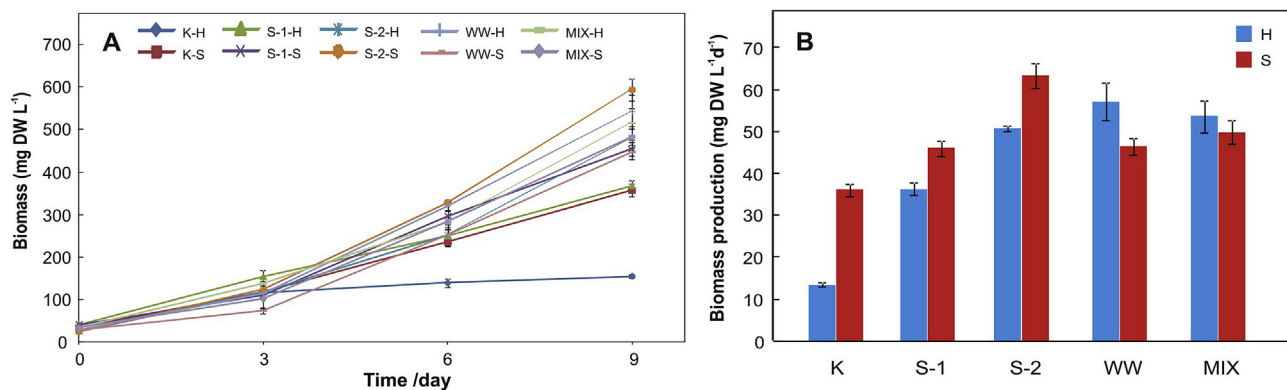 A
K-H S-1-H S-2-H WW-H MIX-H
K-S S-1-S S-2-S WW-S MIX-S
Biomass (mg DW L⁻¹)
700
600
500
400
300
200
100
0
0 3 6 9
Time /day
B
H
S
Biomass production (mg DW L⁻¹d⁻¹)
70
60
50
40
30
20
10
0
K S-1 S-2 WW MIX